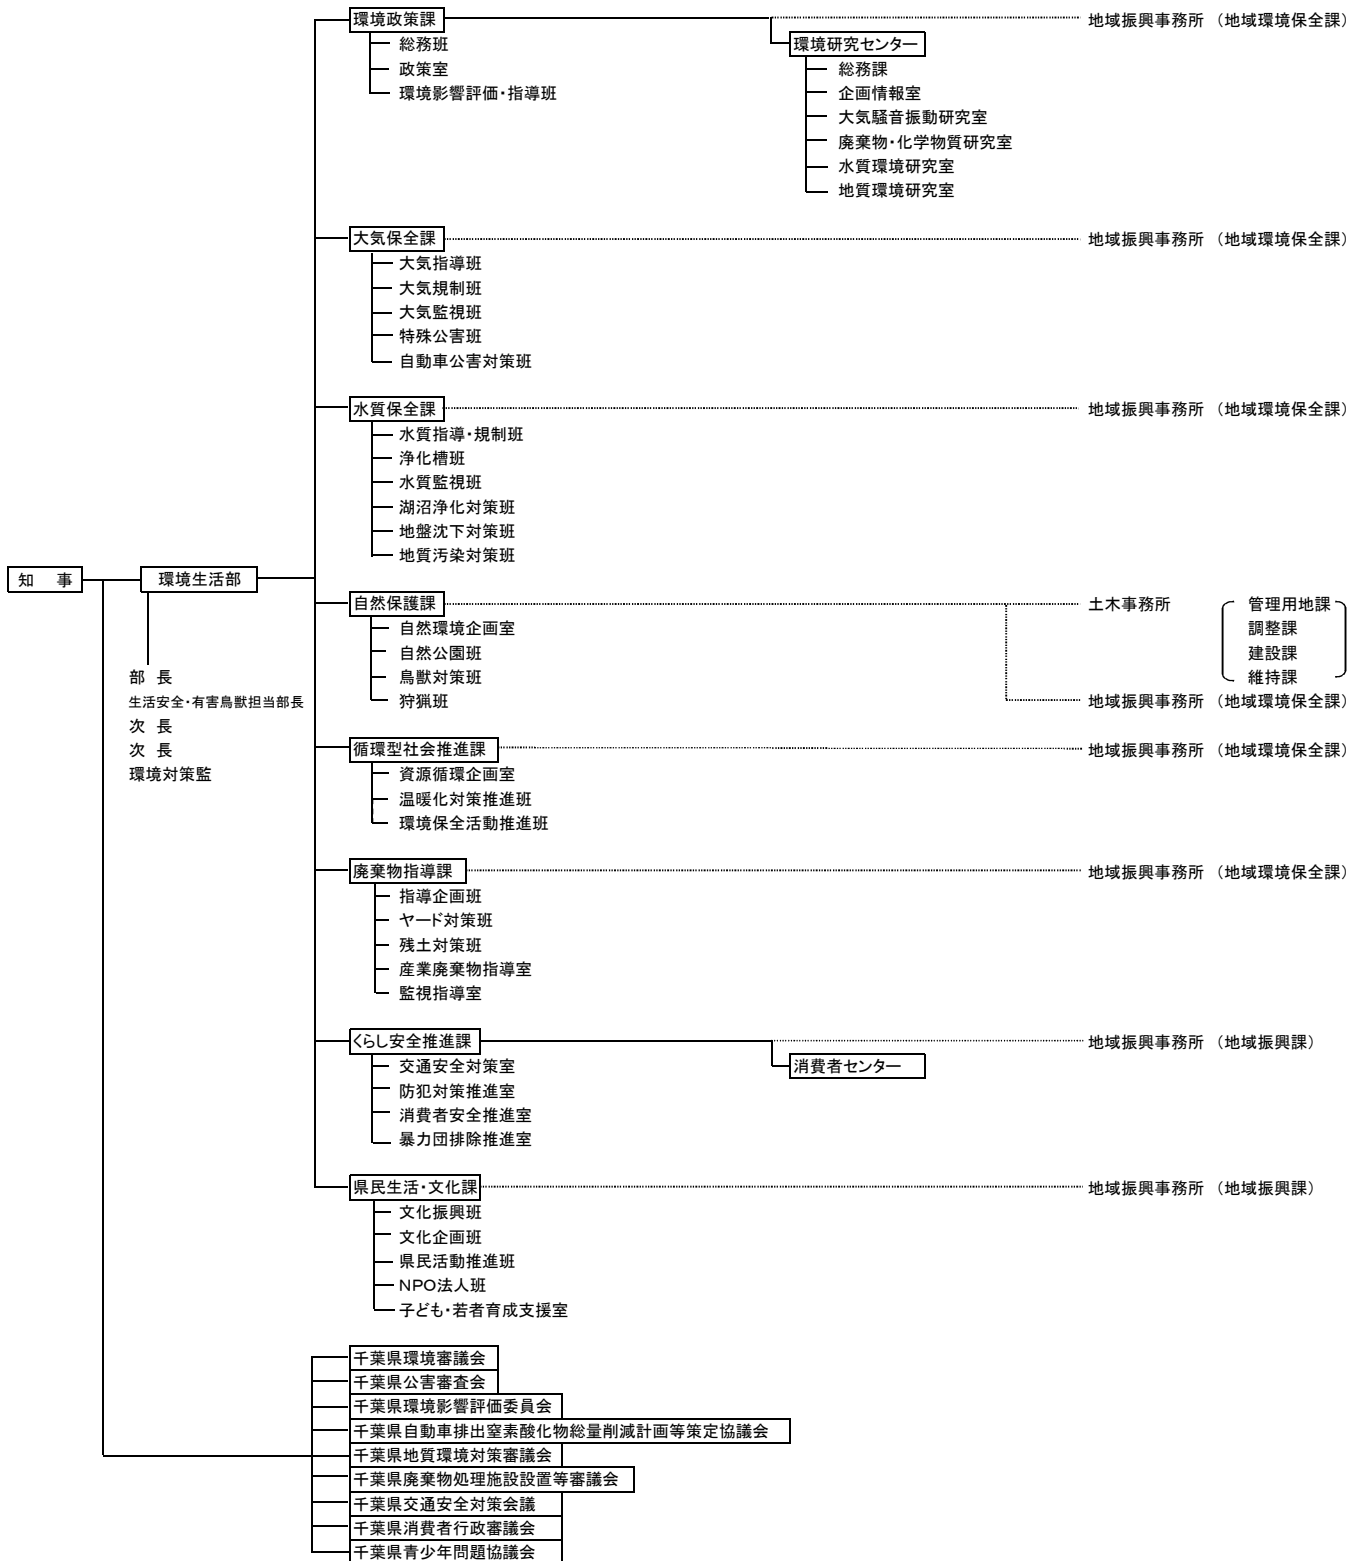 環境政策課 地域振興事務所 (地域環境保全課)
総務班 環境研究センター
政策室 総務課
環境影響評価・指導班 企画情報室
大気騒音振動研究室
廃棄物・化学物質研究室
水質環境研究室
地質環境研究室
大気保全課 地域振興事務所 (地域環境保全課)
大気指導班
大気規制班
大気監視班
特殊公害班
自動車公害対策班
水質保全課 地域振興事務所 (地域環境保全課)
水質指導・規制班
浄化槽班
水質監視班
湖沼浄化対策班
地盤沈下対策班
地質汚染対策班
知 事 環境生活部
部 長
生活安全・有害鳥獣担当部長
次 長
次 長
環境対策監
自然保護課 土木事務所 管理用地課
自然環境企画室 調整課
自然公園班 建設課
鳥獣対策班 維持課
狩猟班 地域振興事務所 (地域環境保全課)
循環型社会推進課 地域振興事務所 (地域環境保全課)
資源循環企画室
温暖化対策推進班
環境保全活動推進班
廃棄物指導課 地域振興事務所 (地域環境保全課)
指導企画班
ヤード対策班
残土対策班
産業廃棄物指導室
監視指導室
くらし安全推進課 地域振興事務所 (地域振興課)
交通安全対策室 消費者センター
防犯対策推進室
消費者安全推進室
暴力団排除推進室
県民生活・文化課 地域振興事務所 (地域振興課)
文化振興班
文化企画班
県民活動推進班
NPO法人班
子ども・若者育成支援室
千葉県環境審議会
千葉県公害審査会
千葉県環境影響評価委員会
千葉県自動車排出窒素酸化物総量削減計画等策定協議会
千葉県地質環境対策審議会
千葉県廃棄物処理施設設置等審議会
千葉県交通安全対策会議
千葉県消費者行政審議会
千葉県青少年問題協議会